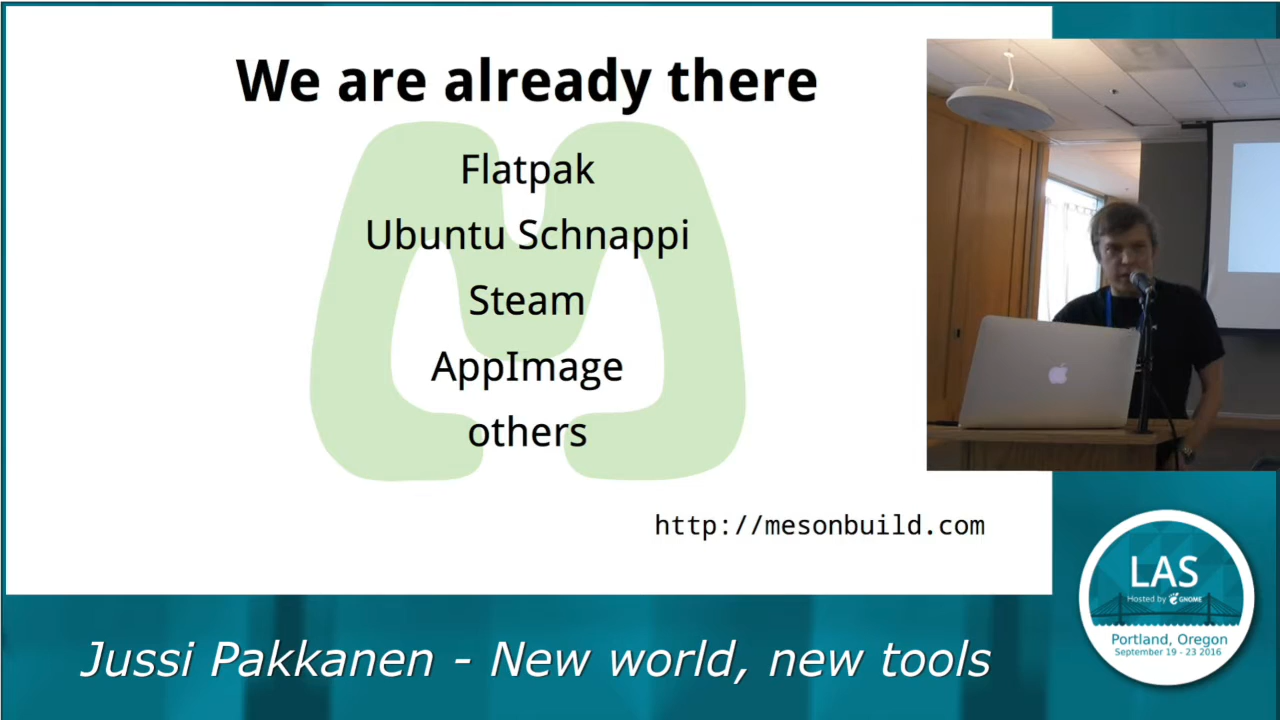 We are already there
Flatpak
Ubuntu Schnappi
Steam
AppImage
others
http://mesonbuild.com
LAS
Hosted by GNOME
Portland, Oregon
September 19 - 23 2016
Jussi Pakkanen - New world, new tools